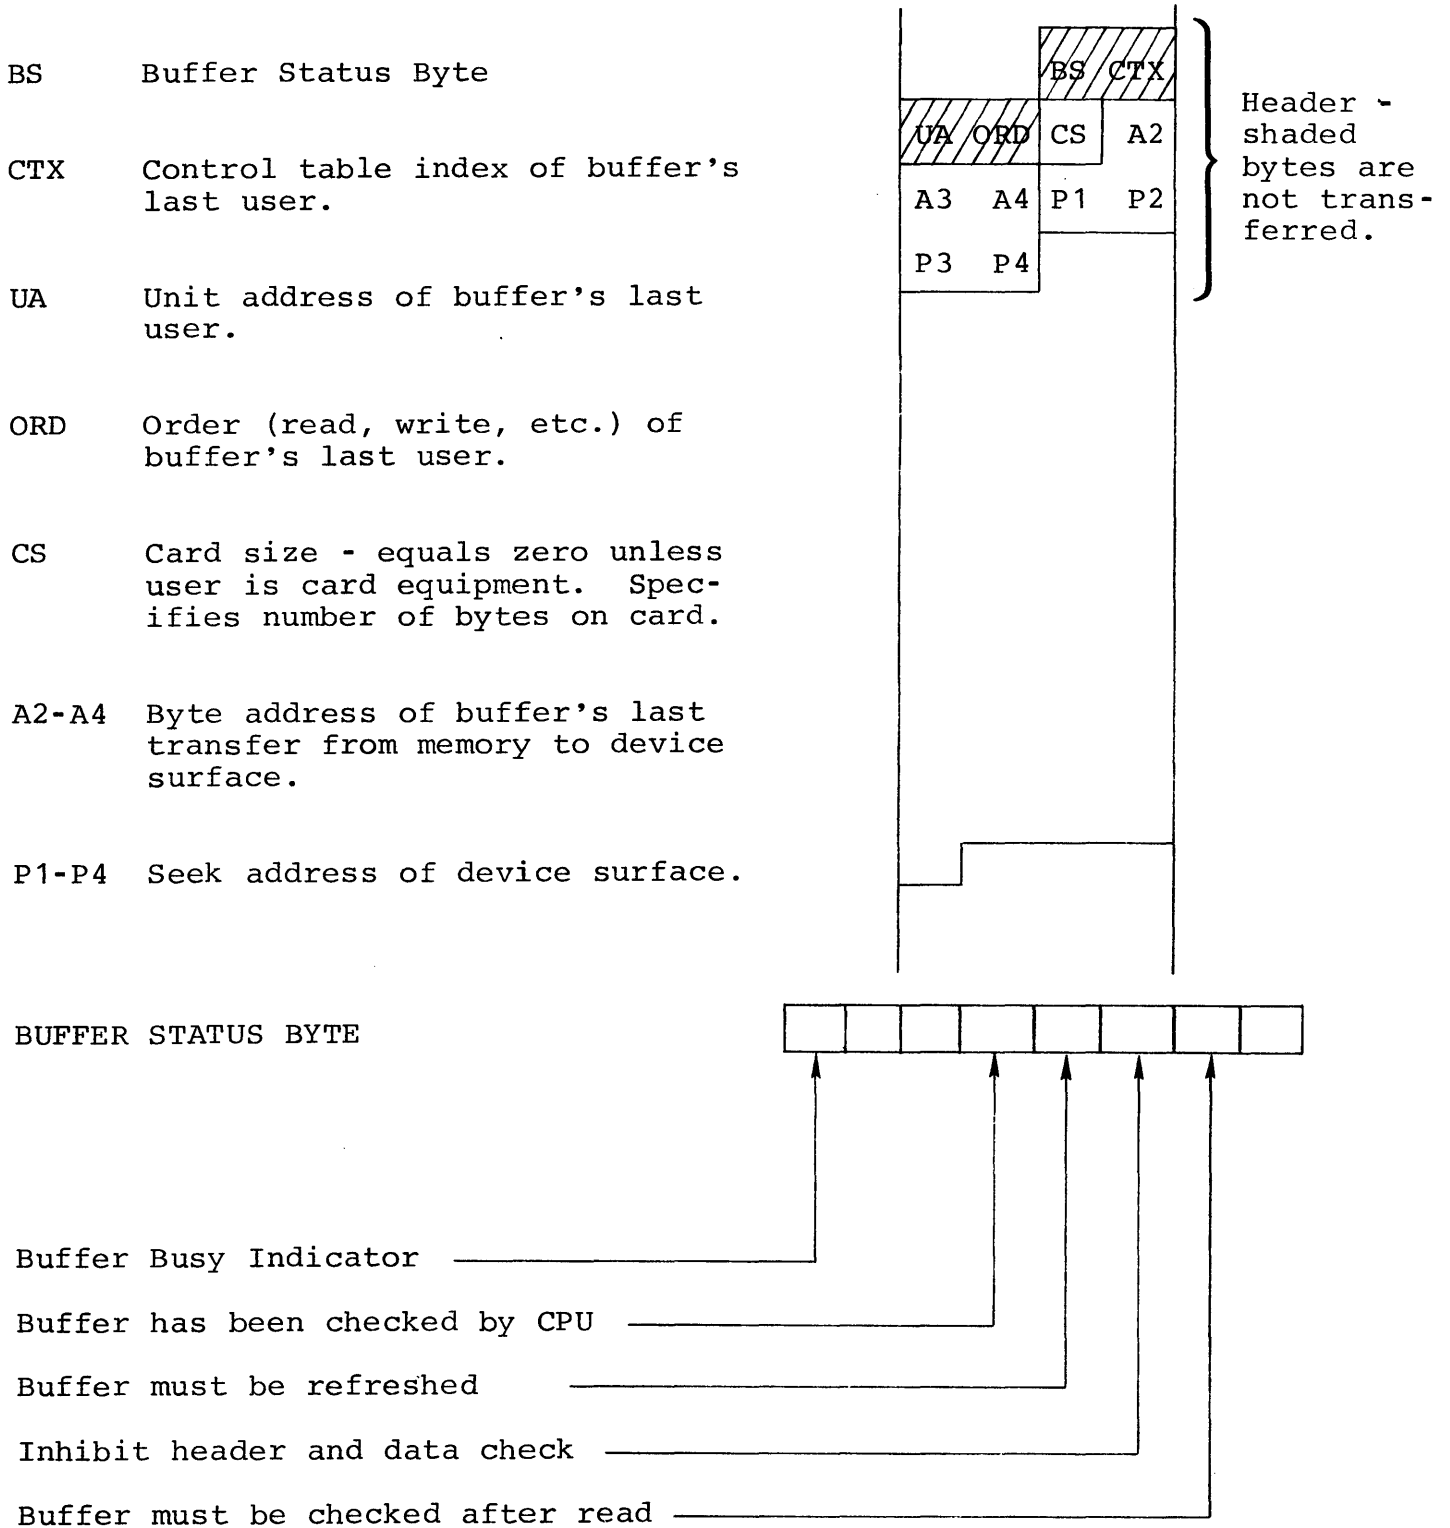 BS Buffer Status Byte
CTX Control table index of buffer's
last user.
UA Unit address of buffer's last
user.
ORD Order (read, write, etc.) of
buffer's last user.
CS Card size - equals zero unless
user is card equipment. Spec-
ifies number of bytes on card.
A2-A4 Byte address of buffer's last
transfer from memory to device
surface.
P1-P4 Seek address of device surface.
BS CTX
UA ORD CS A2
A3 A4 P1 P2
P3 P4
Header -
shaded
bytes are
not trans-
ferred.
BUFFER STATUS BYTE
Buffer Busy Indicator
Buffer has been checked by CPU
Buffer must be refreshed
Inhibit header and data check
Buffer must be checked after read